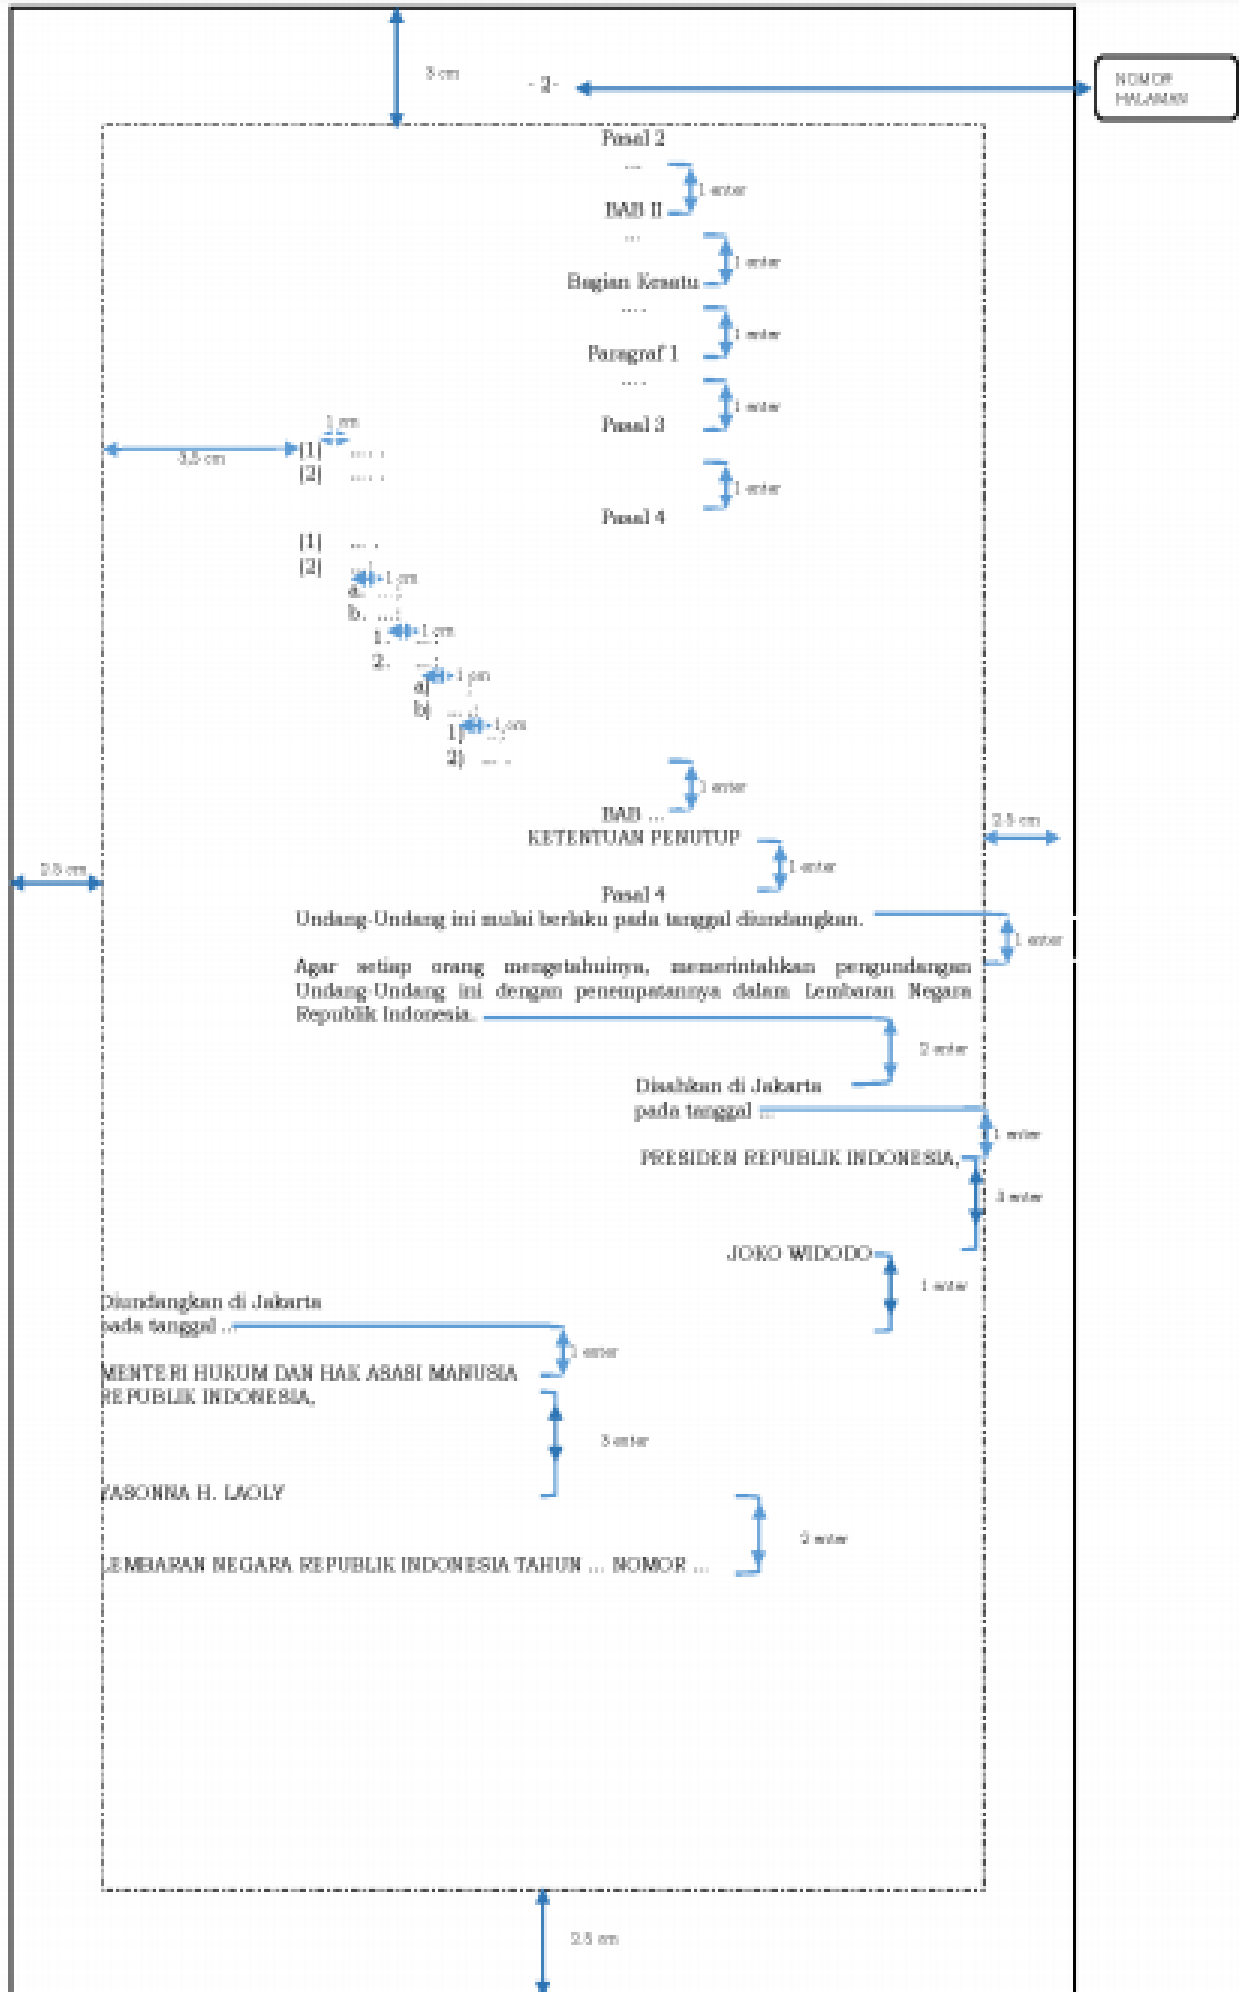 3 cm
- 2 -
NOMOR
HALAMAN
Pasal 2
...
1 enter
BAB II
...
1 enter
Bagian Kesatu
....
1 enter
Paragraf 1
....
1 enter
Pasal 3
1 cm
3,5 cm
(1) .....
(2) .....
1 enter
Pasal 4
(1) ....
(2) ...:
1 cm
a. ...;
b. ...:
1 cm
1. ...;
2. ...:
1 cm
a) ...;
b) ...:
1 cm
1) ...;
2) ....
1 enter
BAB ...
KETENTUAN PENUTUP
2.5 cm
1 enter
2.5 cm
Pasal 4
Undang-Undang ini mulai berlaku pada tanggal diundangkan.
1 enter
Agar setiap orang mengetahuinya, memerintahkan pengundangan
Undang-Undang ini dengan penempatannya dalam Lembaran Negara
Republik Indonesia.
2 enter
Disahkan di Jakarta
pada tanggal ...
1 enter
PRESIDEN REPUBLIK INDONESIA,
3 enter
JOKO WIDODO
1 enter
Diundangkan di Jakarta
pada tanggal ...
1 enter
MENTERI HUKUM DAN HAK ASASI MANUSIA
REPUBLIK INDONESIA,
3 enter
YASONNA H. LAOLY
2 enter
LEMBARAN NEGARA REPUBLIK INDONESIA TAHUN ... NOMOR ...
2.5 cm